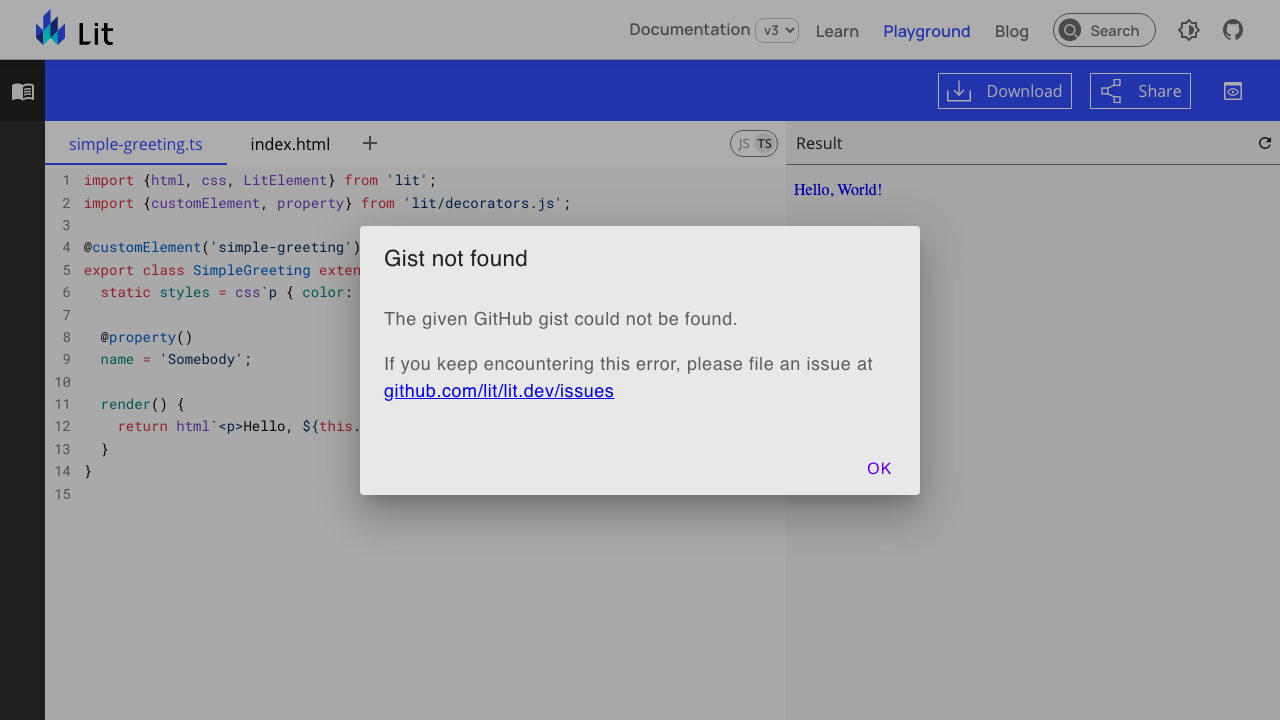 Lit
Documentation v3 Learn Playground Blog Search
Download Share
simple-greeting.ts index.html + JS TS Result
1 import {html, css, LitElement} from 'lit';
2 import {customElement, property} from 'lit/decorators.js';
3
4 @customElement('simple-greeting')
5 export class SimpleGreeting exten
6 static styles = css`p { color:
7
8 @property()
9 name = 'Somebody';
10
11 render() {
12 return html`<p>Hello, ${this.
13 }
14 }
15
Hello, World!
Gist not found
The given GitHub gist could not be found.
If you keep encountering this error, please file an issue at
github.com/lit/lit.dev/issues
OK